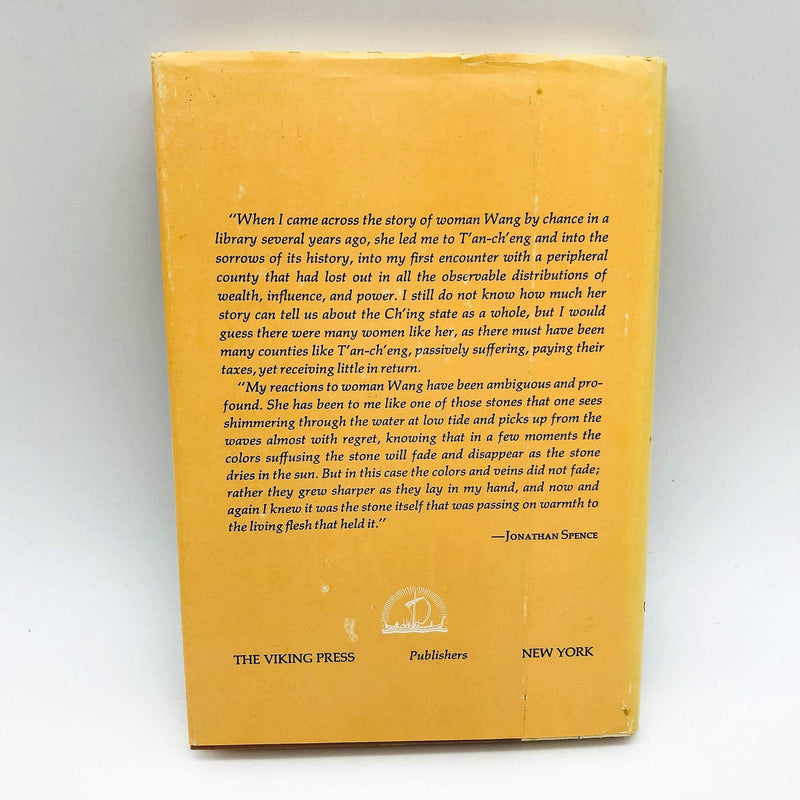 "When I came across the story of woman Wang by chance in a
library several years ago, she led me to T'an-ch'eng and into the
sorrows of its history, into my first encounter with a peripheral
county that had lost out in all the observable distributions of
wealth, influence, and power. I still do not know how much her
story can tell us about the Ch'ing state as a whole, but I would
guess there were many women like her, as there must have been
many counties like T'an-ch'eng, passively suffering, paying their
taxes, yet receiving little in return.
"My reactions to woman Wang have been ambiguous and pro-
found. She has been to me like one of those stones that one sees
shimmering through the water at low tide and picks up from the
waves almost with regret, knowing that in a few moments the
colors suffusing the stone will fade and disappear as the stone
dries in the sun. But in this case the colors and veins did not fade;
rather they grew sharper as they lay in my hand, and now and
again I knew it was the stone itself that was passing on warmth to
the living flesh that held it."
—JONATHAN SPENCE
THE VIKING PRESS Publishers NEW YORK